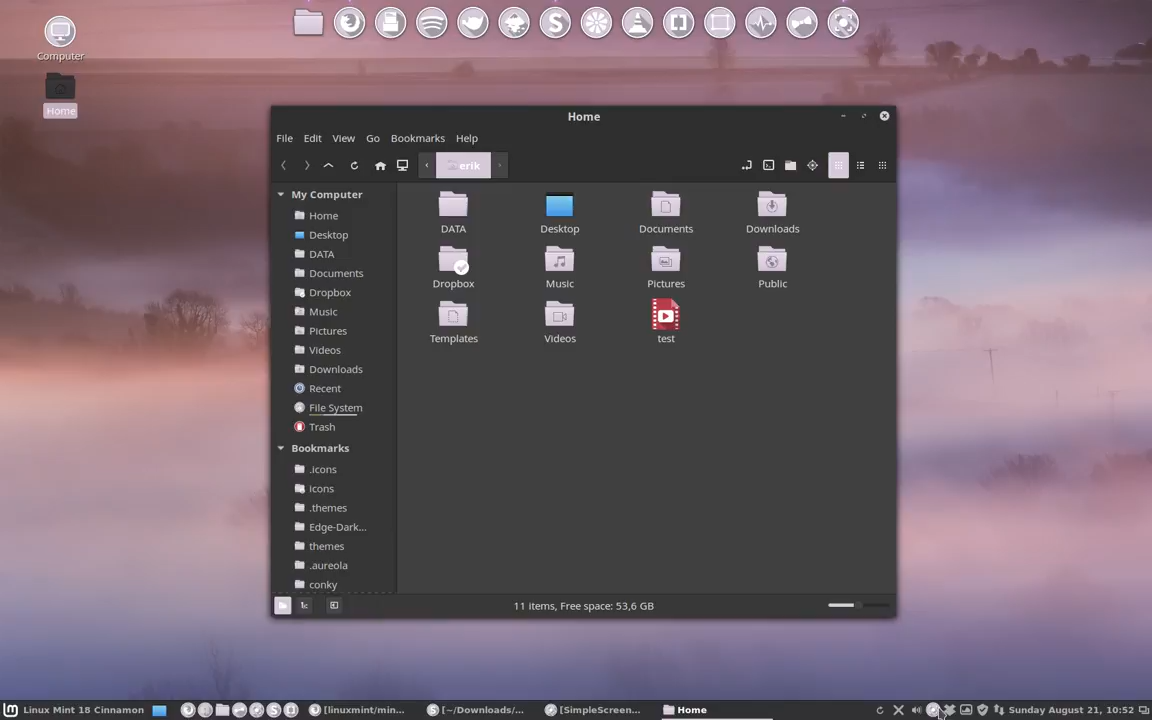 Computer
Home
Home
File Edit View Go Bookmarks Help
erik
My Computer
Home
Desktop
DATA
Documents
Dropbox
Music
Pictures
Videos
Downloads
Recent
File System
Trash
Bookmarks
.icons
icons
.themes
Edge-Dark...
themes
.aureola
conky
DATA Desktop Documents Downloads
Dropbox Music Pictures Public
Templates Videos test
11 items, Free space: 53,6 GB
Linux Mint 18 Cinnamon [linuxmint/min... [~/Downloads/... [SimpleScreen... Home Sunday August 21, 10:52